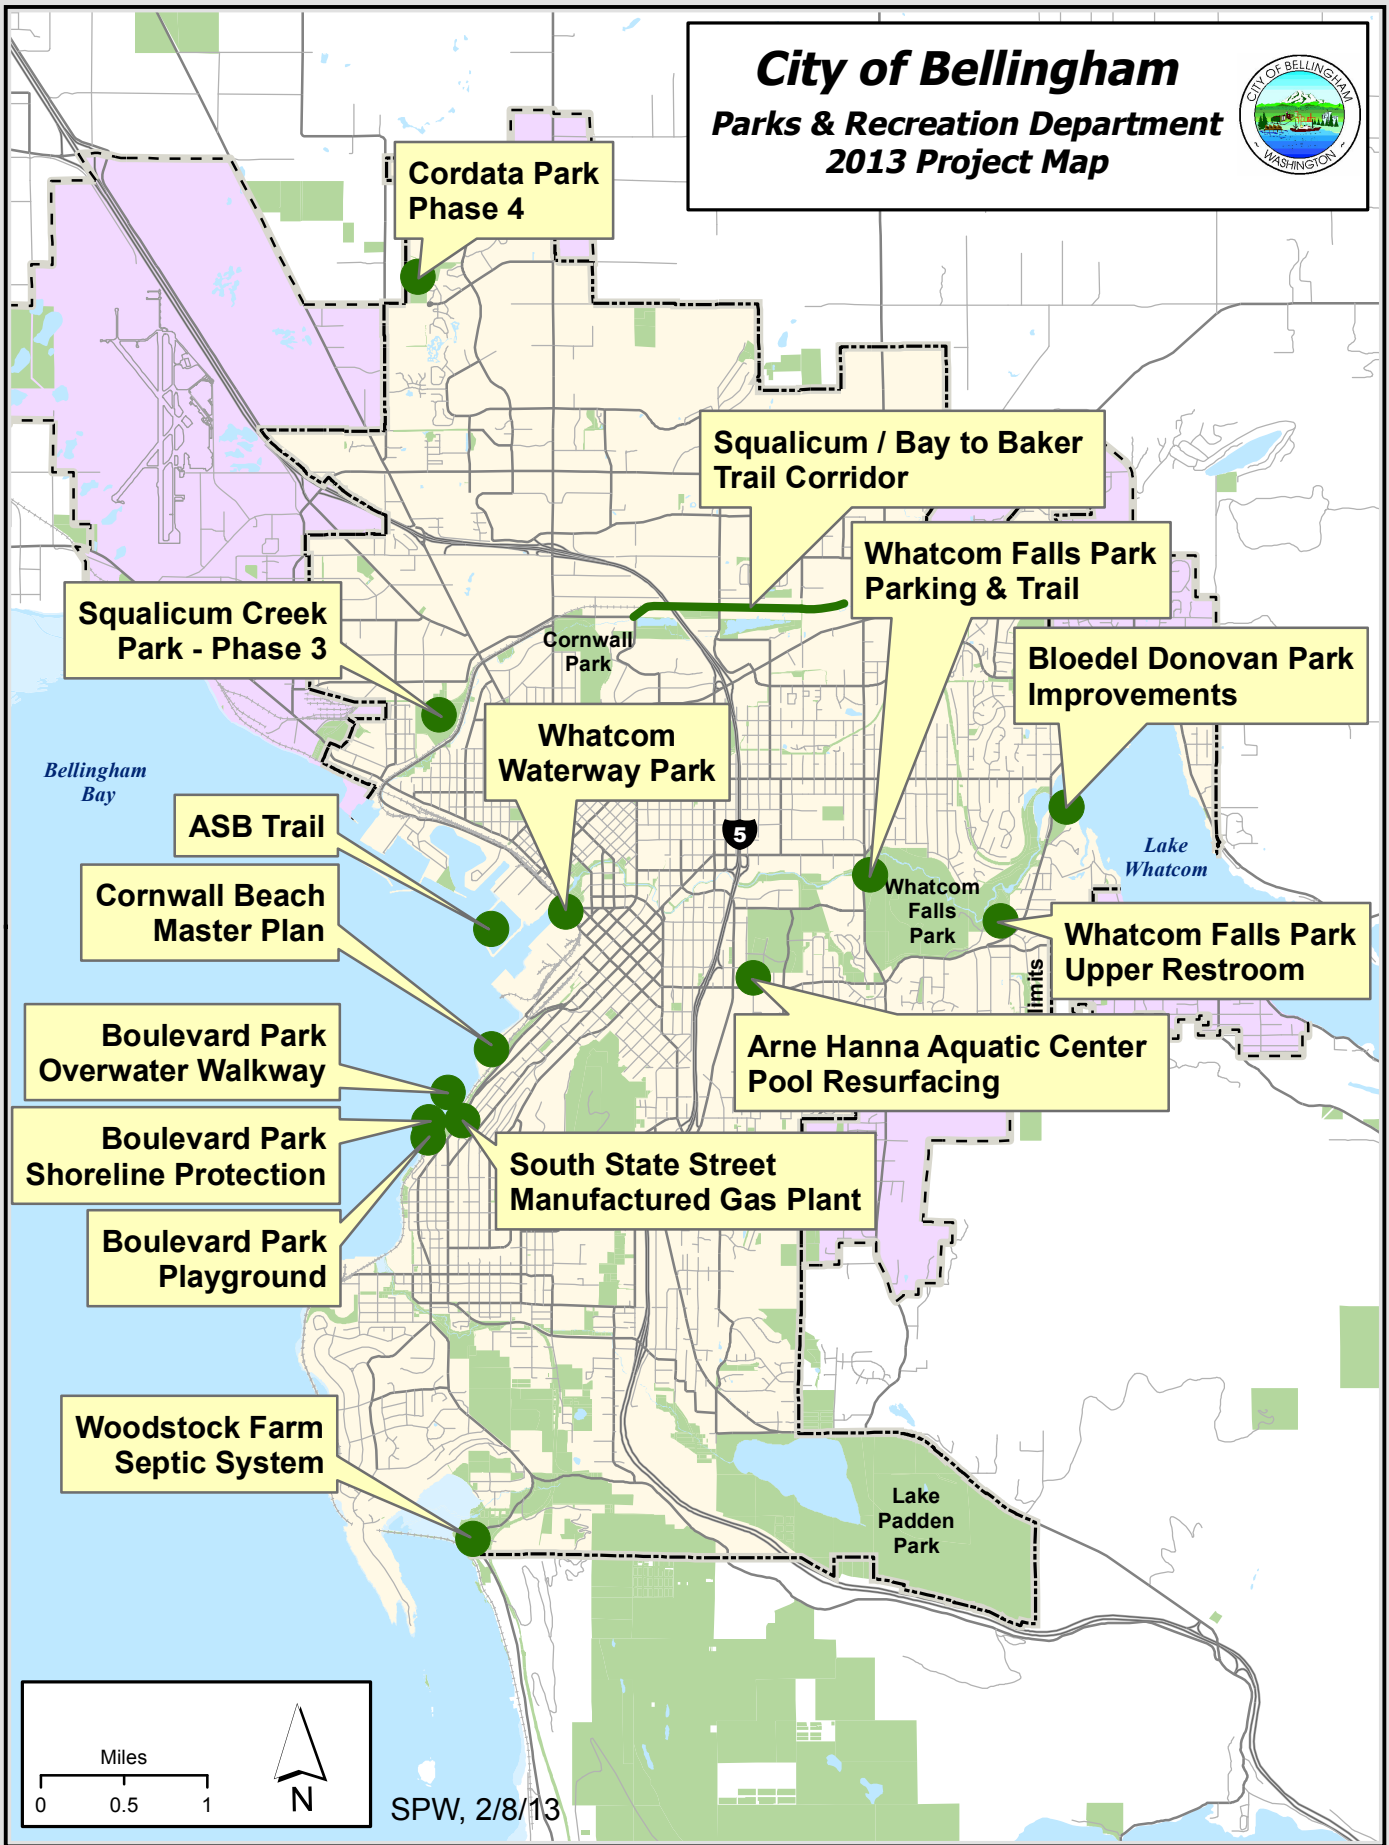 City of Bellingham
Parks & Recreation Department
2013 Project Map
CITY OF BELLINGHAM
~ WASHINGTON ~
Cordata Park
Phase 4
Squalicum / Bay to Baker
Trail Corridor
Whatcom Falls Park
Parking & Trail
Squalicum Creek
Park - Phase 3
Cornwall
Park
Bloedel Donovan Park
Improvements
Whatcom
Waterway Park
Bellingham
Bay
ASB Trail
5
Lake
Whatcom
Cornwall Beach
Master Plan
Whatcom
Falls
Park
Whatcom Falls Park
Upper Restroom
limits
Boulevard Park
Overwater Walkway
Arne Hanna Aquatic Center
Pool Resurfacing
Boulevard Park
Shoreline Protection
South State Street
Manufactured Gas Plant
Boulevard Park
Playground
Woodstock Farm
Septic System
Lake
Padden
Park
Miles
0 0.5 1
N
SPW, 2/8/13